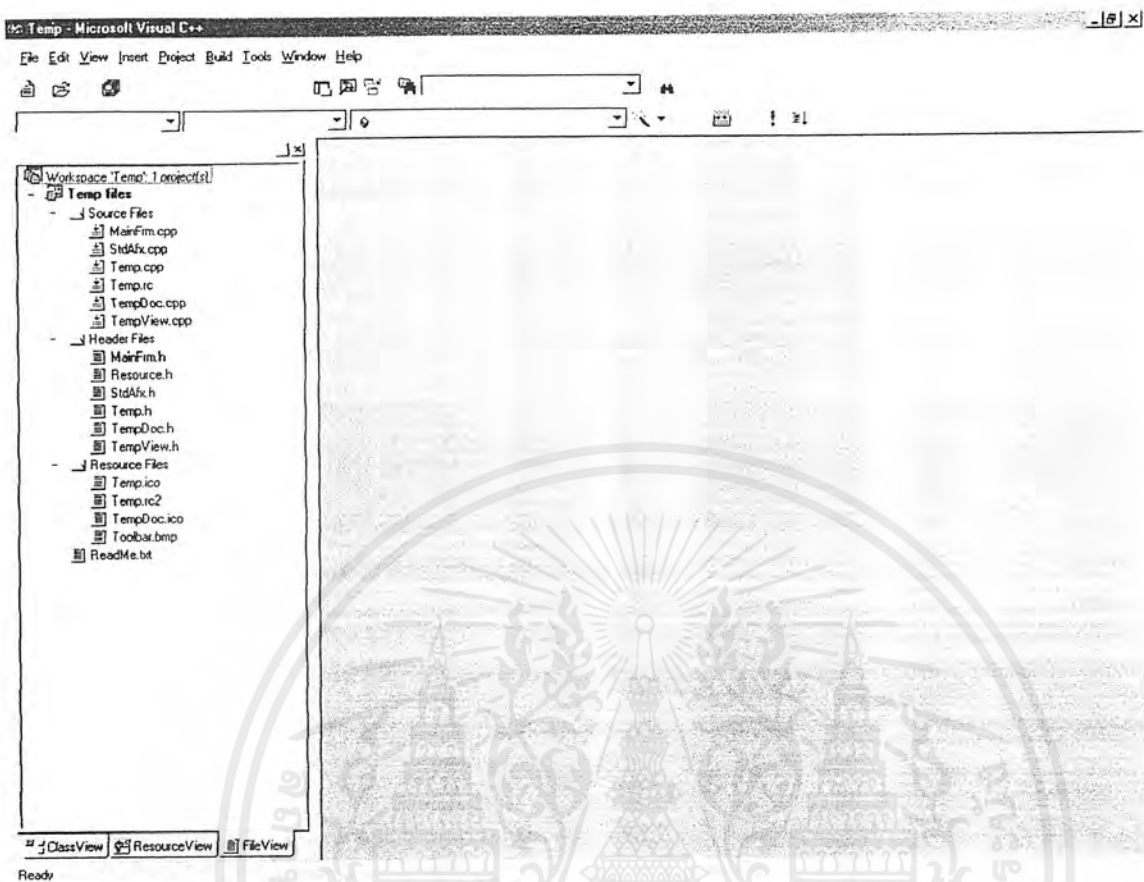 Temp - Microsoft Visual C++
File Edit View Insert Project Build Tools Window Help
Workspace 'Temp': 1 project(s)
Temp files
Source Files
MainFrm.cpp
StdAfx.cpp
Temp.cpp
Temp.rc
TempDoc.cpp
TempView.cpp
Header Files
MainFrm.h
Resource.h
StdAfx.h
Temp.h
TempDoc.h
TempView.h
Resource Files
Temp.ico
Temp.rc2
TempDoc.ico
Toolbar.bmp
ReadMe.txt
ClassView ResourceView FileView
Ready